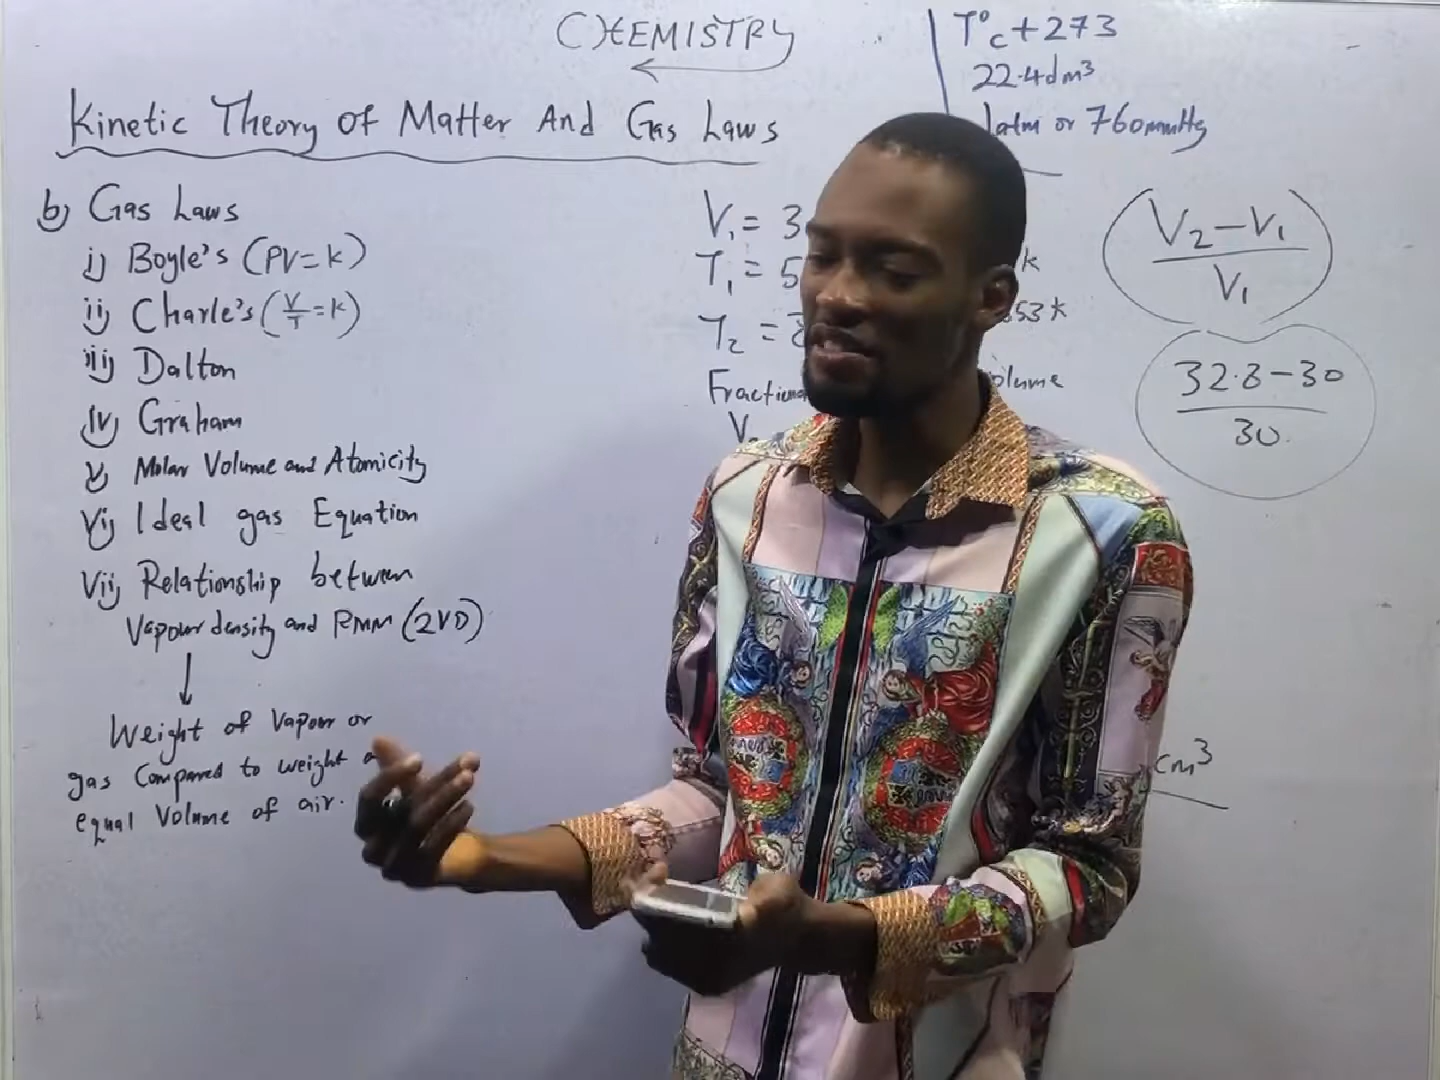 CHEMISTRY
T°c+273
22.4dm³
1atm or 760mmHg
Kinetic Theory Of Matter And Gas Laws
b) Gas Laws
i) Boyle's (PV=k)
ii) Charle's (V/T=k)
iii) Dalton
iv) Graham
v) Molar Volume and Atomicity
vi) Ideal gas Equation
vii) Relationship between
Vapour density and RMM (2VD)
Weight of Vapour or
gas Compared to weight
equal Volume of air.
V₁ = 3
T₁ = 5
k
T₂ =
353k
V₂-V₁
V₁
32.8-30
30.
cm³